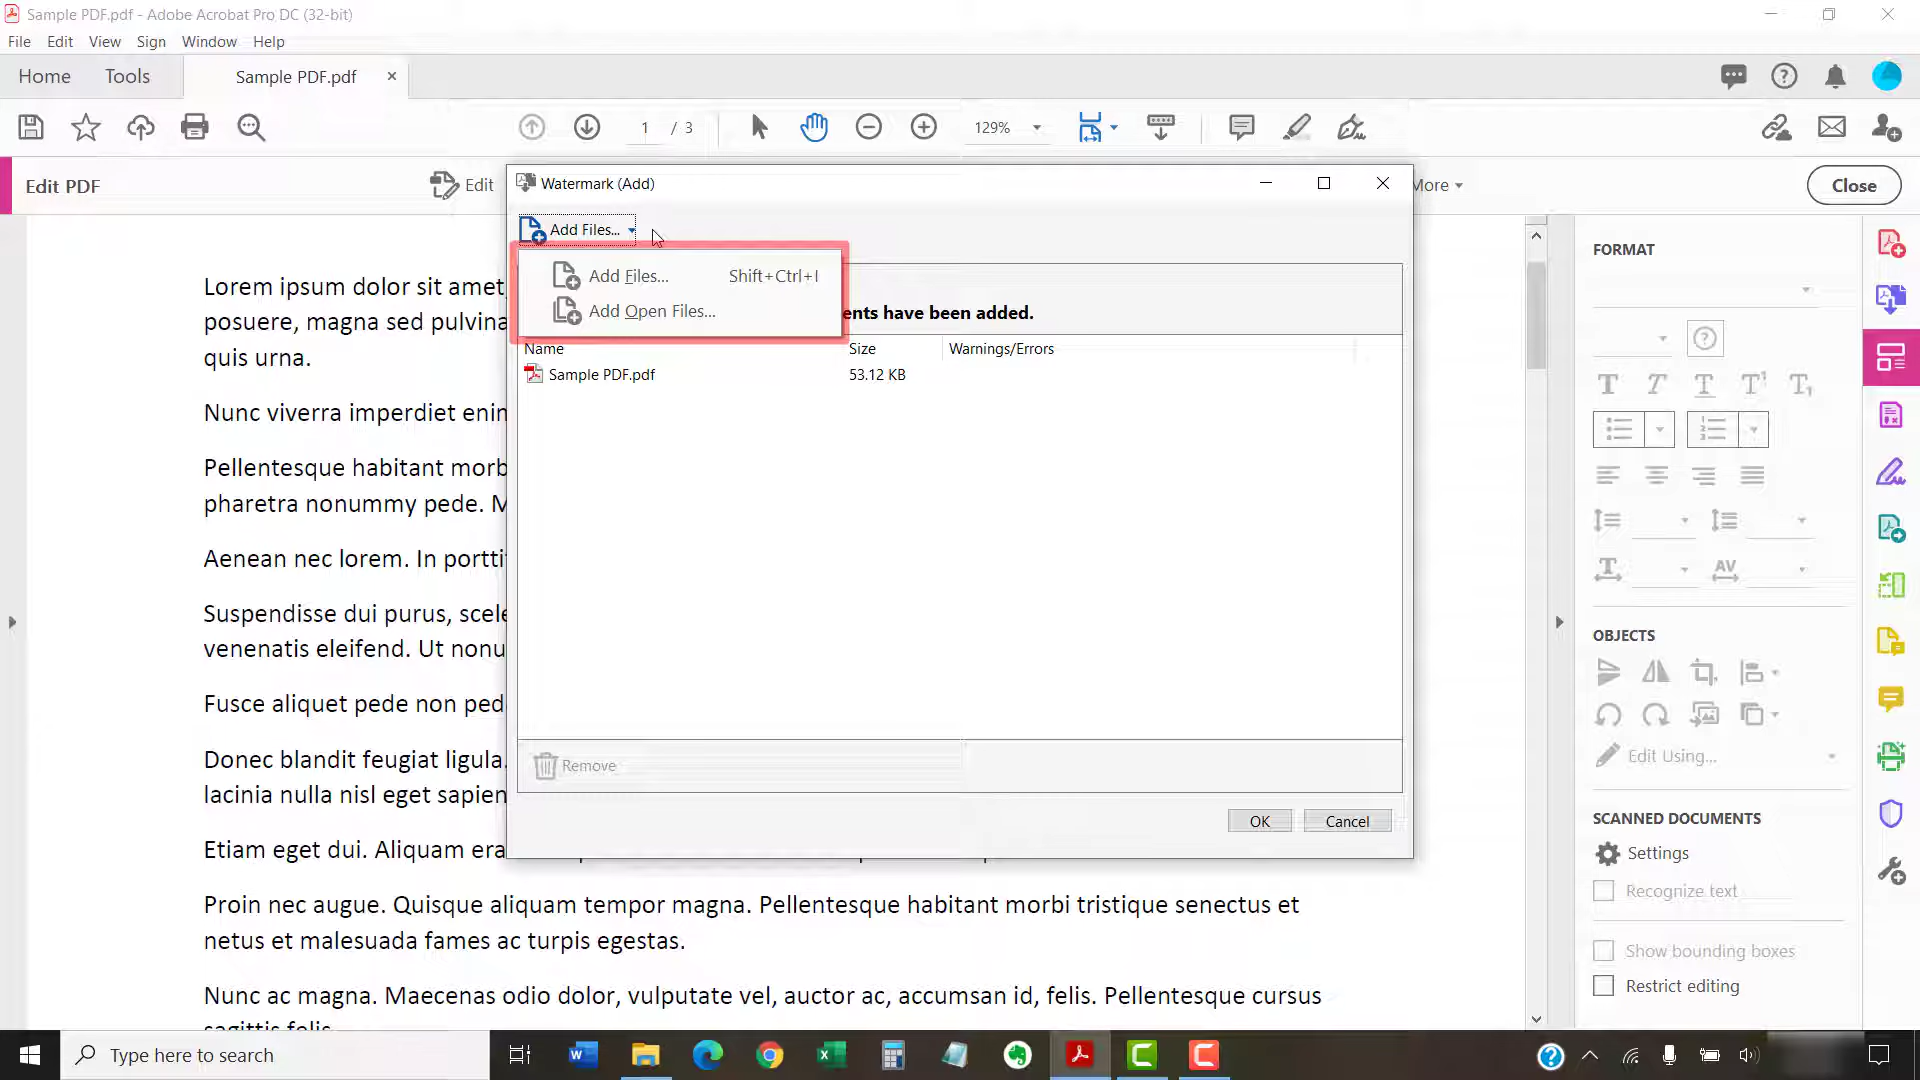 Sample PDF.pdf - Adobe Acrobat Pro DC (32-bit)
File Edit View Sign Window Help
Home Tools Sample PDF.pdf
1 / 3 129%
Edit PDF Edit More Close
Watermark (Add)
Add Files...
Add Files... Shift+Ctrl+I
Add Open Files...
ents have been added.
Name Size Warnings/Errors
Sample PDF.pdf 53.12 KB
Remove
OK Cancel
Lorem ipsum dolor sit amet,
posuere, magna sed pulvina
quis urna.
Nunc viverra imperdiet enim
Pellentesque habitant morb
pharetra nonummy pede. M
Aenean nec lorem. In portti
Suspendisse dui purus, scele
venenatis eleifend. Ut nonu
Fusce aliquet pede non ped
Donec blandit feugiat ligula.
lacinia nulla nisl eget sapien
Etiam eget dui. Aliquam era
Proin nec augue. Quisque aliquam tempor magna. Pellentesque habitant morbi tristique senectus et
netus et malesuada fames ac turpis egestas.
Nunc ac magna. Maecenas odio dolor, vulputate vel, auctor ac, accumsan id, felis. Pellentesque cursus
sagittis felis.
FORMAT
OBJECTS
Edit Using...
SCANNED DOCUMENTS
Settings
Recognize text
Show bounding boxes
Restrict editing
Type here to search